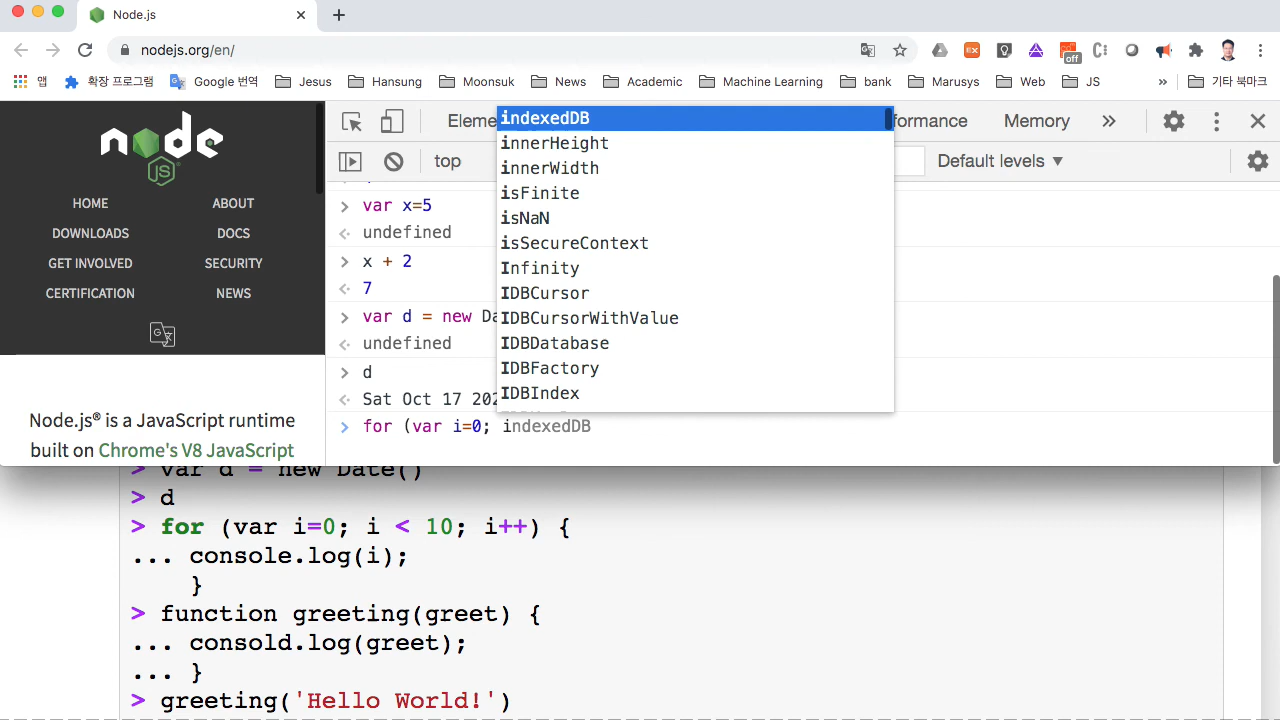 Node.js
nodejs.org/en/
off
앱
확장 프로그램
Google 번역
Jesus
Hansung
Moonsuk
News
Academic
Machine Learning
bank
Marusys
Web
JS
»
기타 북마크
node
JS
HOME
ABOUT
DOWNLOADS
DOCS
GET INVOLVED
SECURITY
CERTIFICATION
NEWS
Node.js® is a JavaScript runtime
built on Chrome's V8 JavaScript
Eleme
formance
Memory
»
top
Default levels ▼
> var x=5
undefined
> x + 2
7
> var d = new Da
undefined
> d
Sat Oct 17 202
> for (var i=0; indexedDB
indexedDB
innerHeight
innerWidth
isFinite
isNaN
isSecureContext
Infinity
IDBCursor
IDBCursorWithValue
IDBDatabase
IDBFactory
IDBIndex
> var d = new Date()
> d
> for (var i=0; i < 10; i++) {
... console.log(i);
}
> function greeting(greet) {
... consold.log(greet);
... }
> greeting('Hello World!')